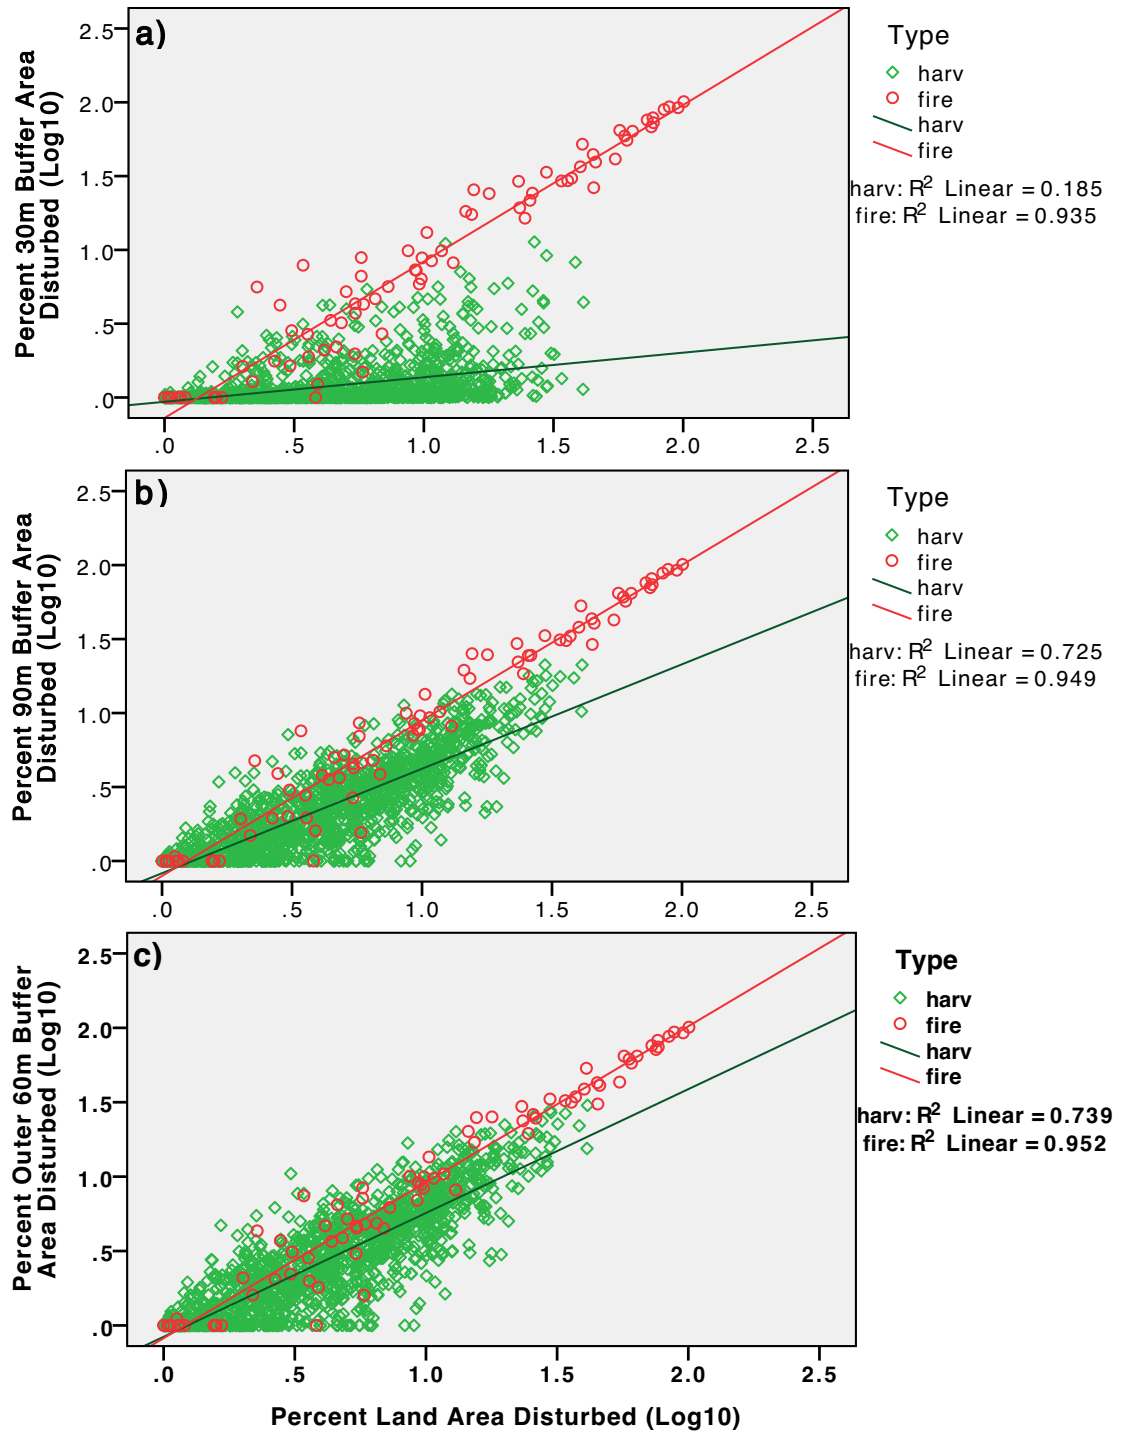 a)
Percent 30m Buffer Area
Disturbed (Log10)
2.5
2.0
1.5
1.0
.5
.0
.0 .5 1.0 1.5 2.0 2.5
Type
harv
fire
harv
fire
harv: R² Linear = 0.185
fire: R² Linear = 0.935
b)
Percent 90m Buffer Area
Disturbed (Log10)
2.5
2.0
1.5
1.0
.5
.0
.0 .5 1.0 1.5 2.0 2.5
Type
harv
fire
harv
fire
harv: R² Linear = 0.725
fire: R² Linear = 0.949
c)
Percent Outer 60m Buffer
Area Disturbed (Log10)
2.5
2.0
1.5
1.0
.5
.0
.0 .5 1.0 1.5 2.0 2.5
Type
harv
fire
harv
fire
harv: R² Linear = 0.739
fire: R² Linear = 0.952
Percent Land Area Disturbed (Log10)